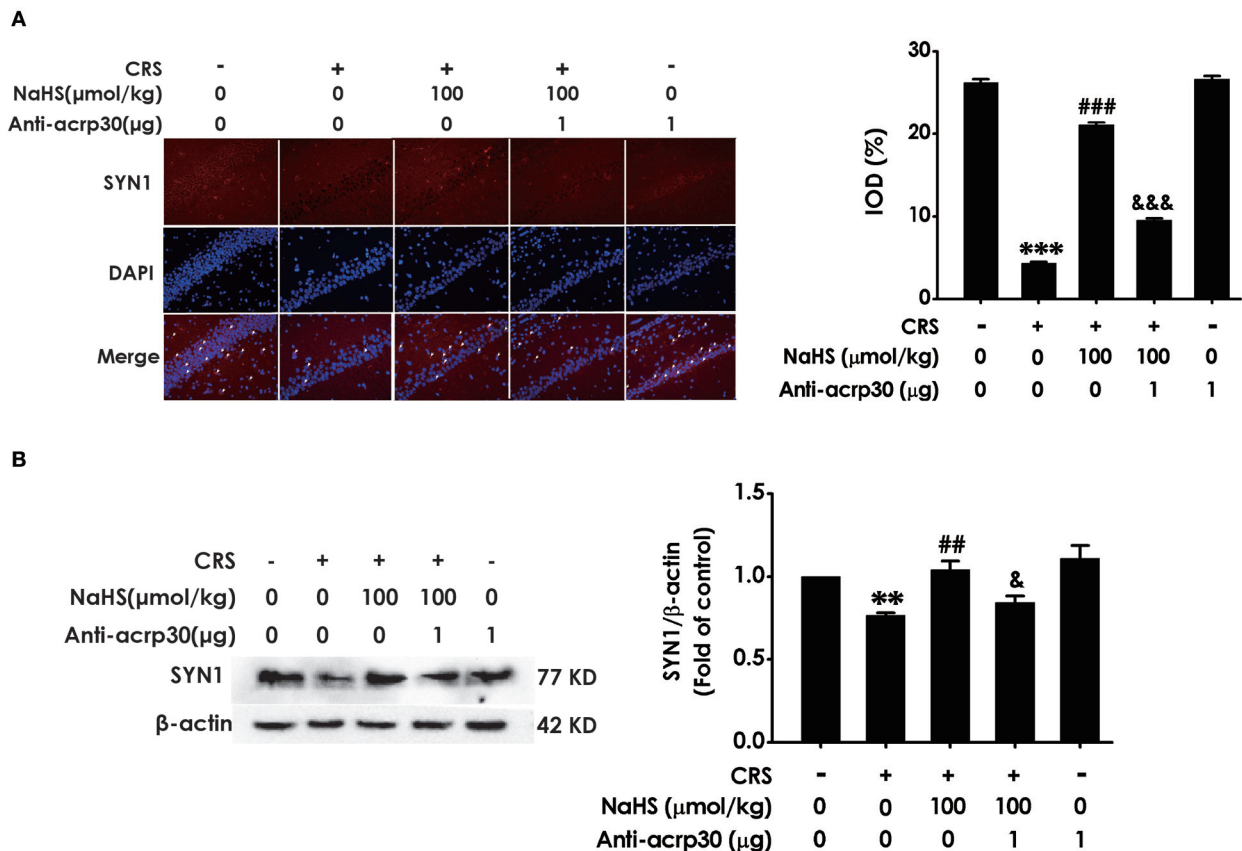 A
CRS - + + + -
NaHS(µmol/kg) 0 0 100 100 0
Anti-acrp30(µg) 0 0 0 1 1
SYN1
DAPI
Merge
IOD (%)
30
20
10
0
***
###
&&&
CRS - + + + -
NaHS (µmol/kg) 0 0 100 100 0
Anti-acrp30 (µg) 0 0 0 1 1
B
CRS - + + + -
NaHS(µmol/kg) 0 0 100 100 0
Anti-acrp30(µg) 0 0 0 1 1
SYN1 77 KD
β-actin 42 KD
SYN1/β-actin
(Fold of control)
1.5
1.0
0.5
0.0
**
##
&
CRS - + + + -
NaHS (µmol/kg) 0 0 100 100 0
Anti-acrp30 (µg) 0 0 0 1 1